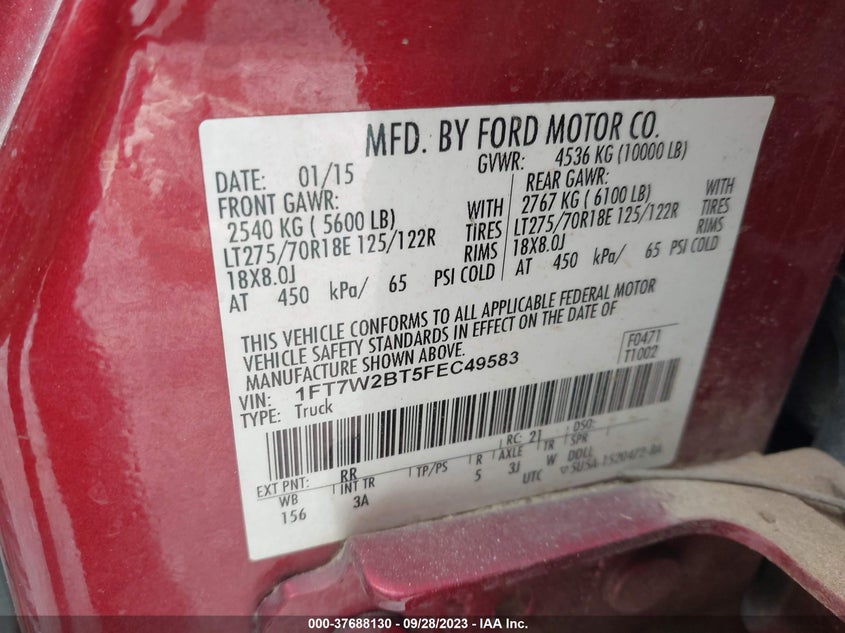 MFD. BY FORD MOTOR CO.
DATE: 01/15
GVWR: 4536 KG (10000 LB)
FRONT GAWR:
REAR GAWR:
2540 KG ( 5600 LB) WITH
2767 KG ( 6100 LB) WITH
LT275/70R18E 125/122R TIRES
LT275/70R18E 125/122R TIRES
18X8.0J RIMS
18X8.0J RIMS
AT 450 kPa/ 65 PSI COLD
AT 450 kPa/ 65 PSI COLD
THIS VEHICLE CONFORMS TO ALL APPLICABLE FEDERAL MOTOR
VEHICLE SAFETY STANDARDS IN EFFECT ON THE DATE OF
MANUFACTURE SHOWN ABOVE.
F0471
T1002
VIN: 1FT7W2BT5FEC49583
TYPE: Truck
EXT PNT: RR RC: 21 DSO:
WB INT TR TP/PS R AXLE TR SPR
156 3A 5 3J W DDLL
UTC
000-37688130 - 09/28/2023 - IAA Inc.